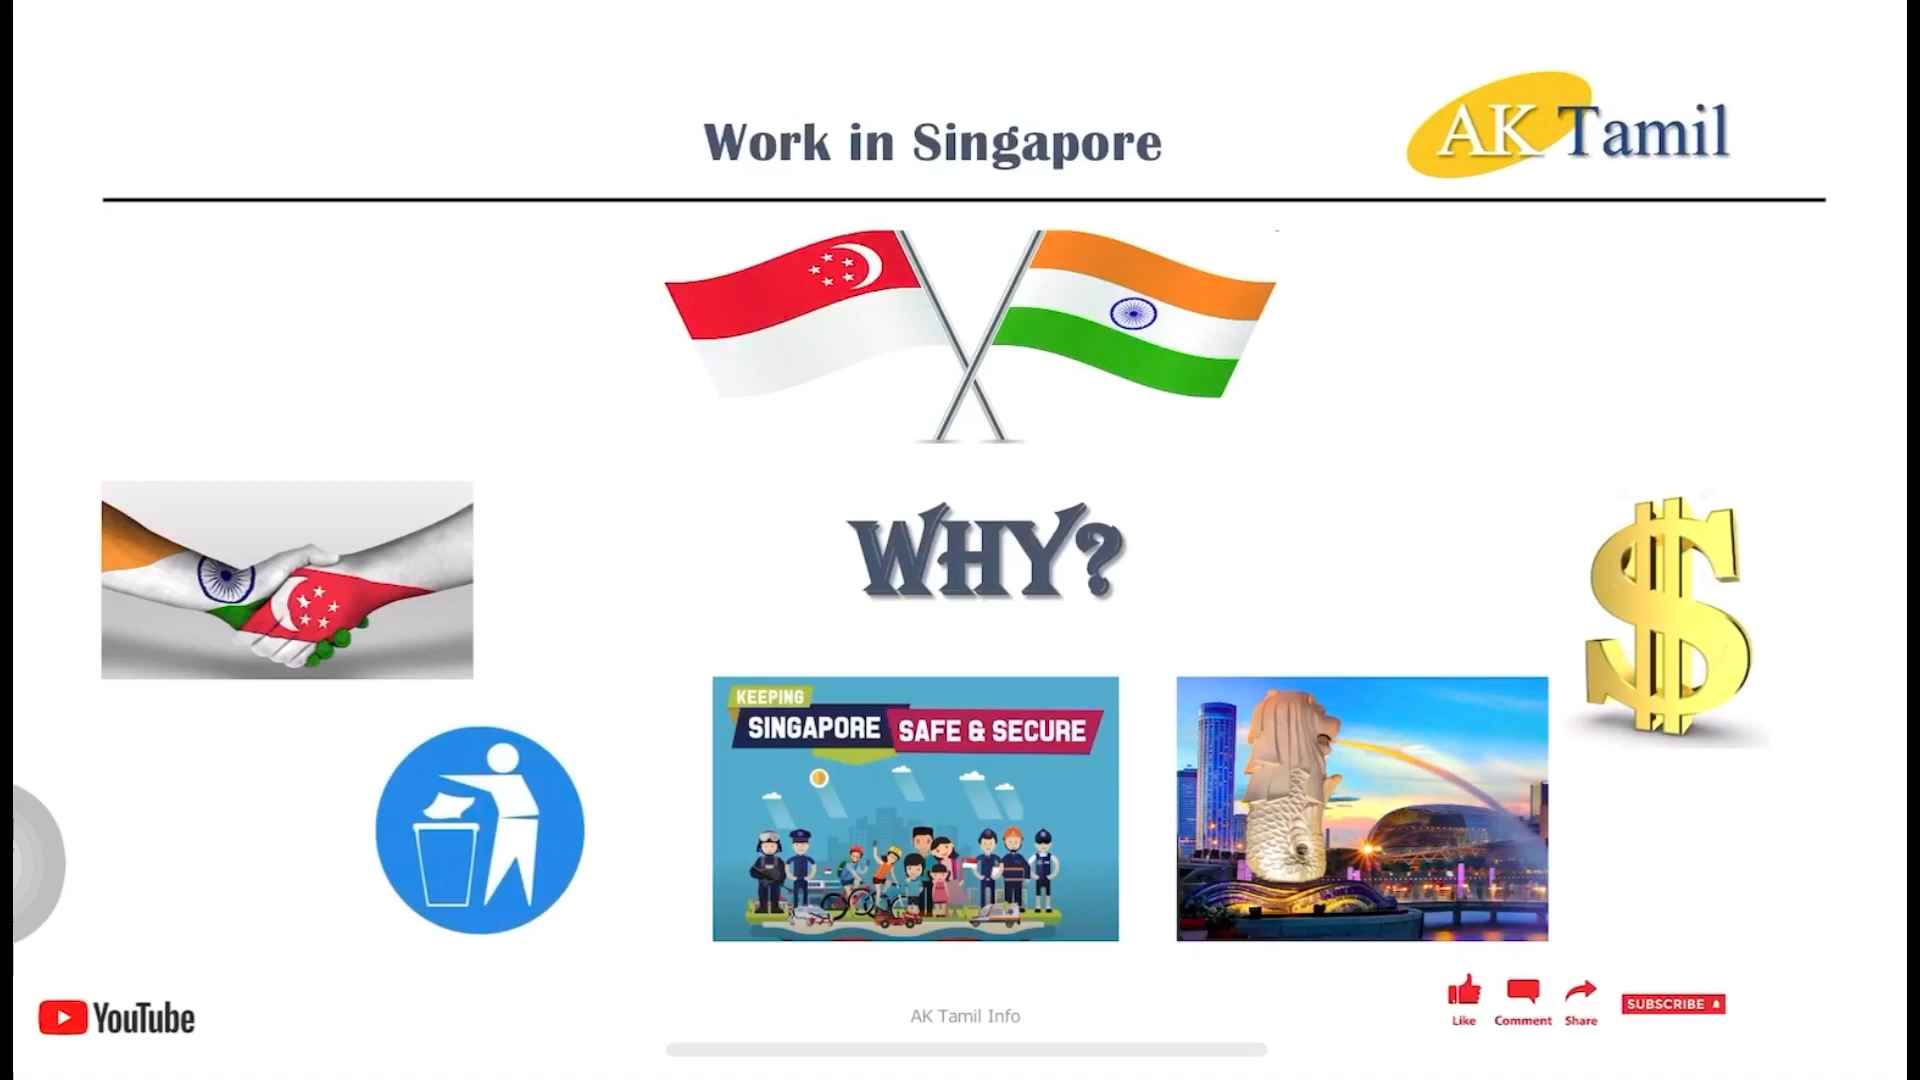 Work in Singapore
AK Tamil
WHY?
KEEPING
SINGAPORE SAFE & SECURE
YouTube
AK Tamil Info
Like Comment Share
SUBSCRIBE